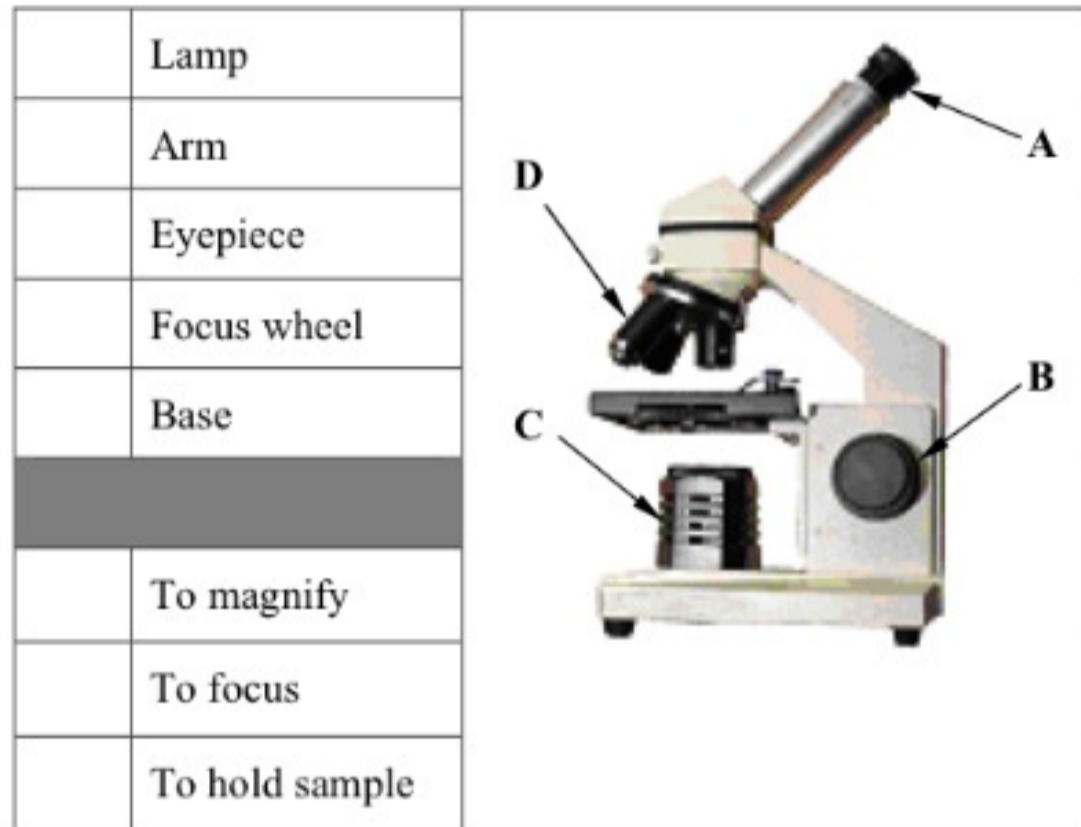 Lamp
Arm
Eyepiece
Focus wheel
Base
To magnify
To focus
To hold sample
A
D
B
C